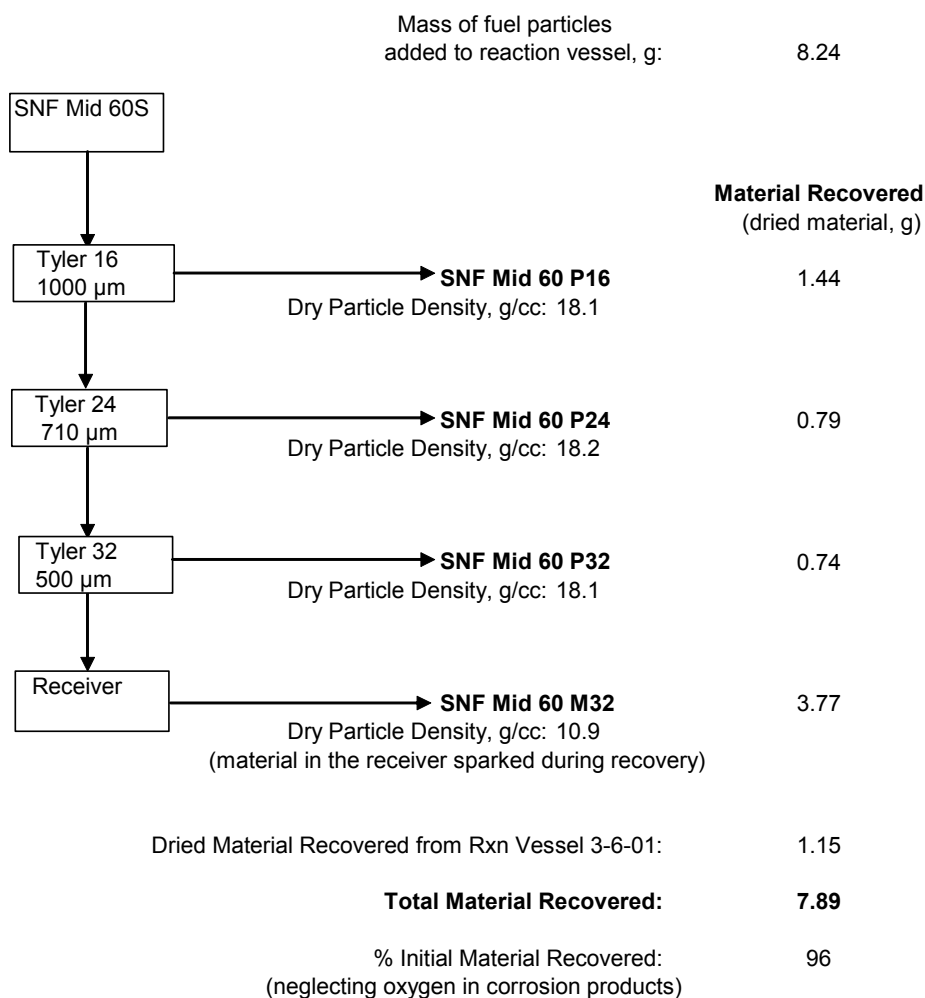 Mass of fuel particles
added to reaction vessel, g: 8.24
SNF Mid 60S
Material Recovered
(dried material, g)
Tyler 16
1000 µm
SNF Mid 60 P16 1.44
Dry Particle Density, g/cc: 18.1
Tyler 24
710 µm
SNF Mid 60 P24 0.79
Dry Particle Density, g/cc: 18.2
Tyler 32
500 µm
SNF Mid 60 P32 0.74
Dry Particle Density, g/cc: 18.1
Receiver
SNF Mid 60 M32 3.77
Dry Particle Density, g/cc: 10.9
(material in the receiver sparked during recovery)
Dried Material Recovered from Rxn Vessel 3-6-01: 1.15
Total Material Recovered: 7.89
% Initial Material Recovered: 96
(neglecting oxygen in corrosion products)